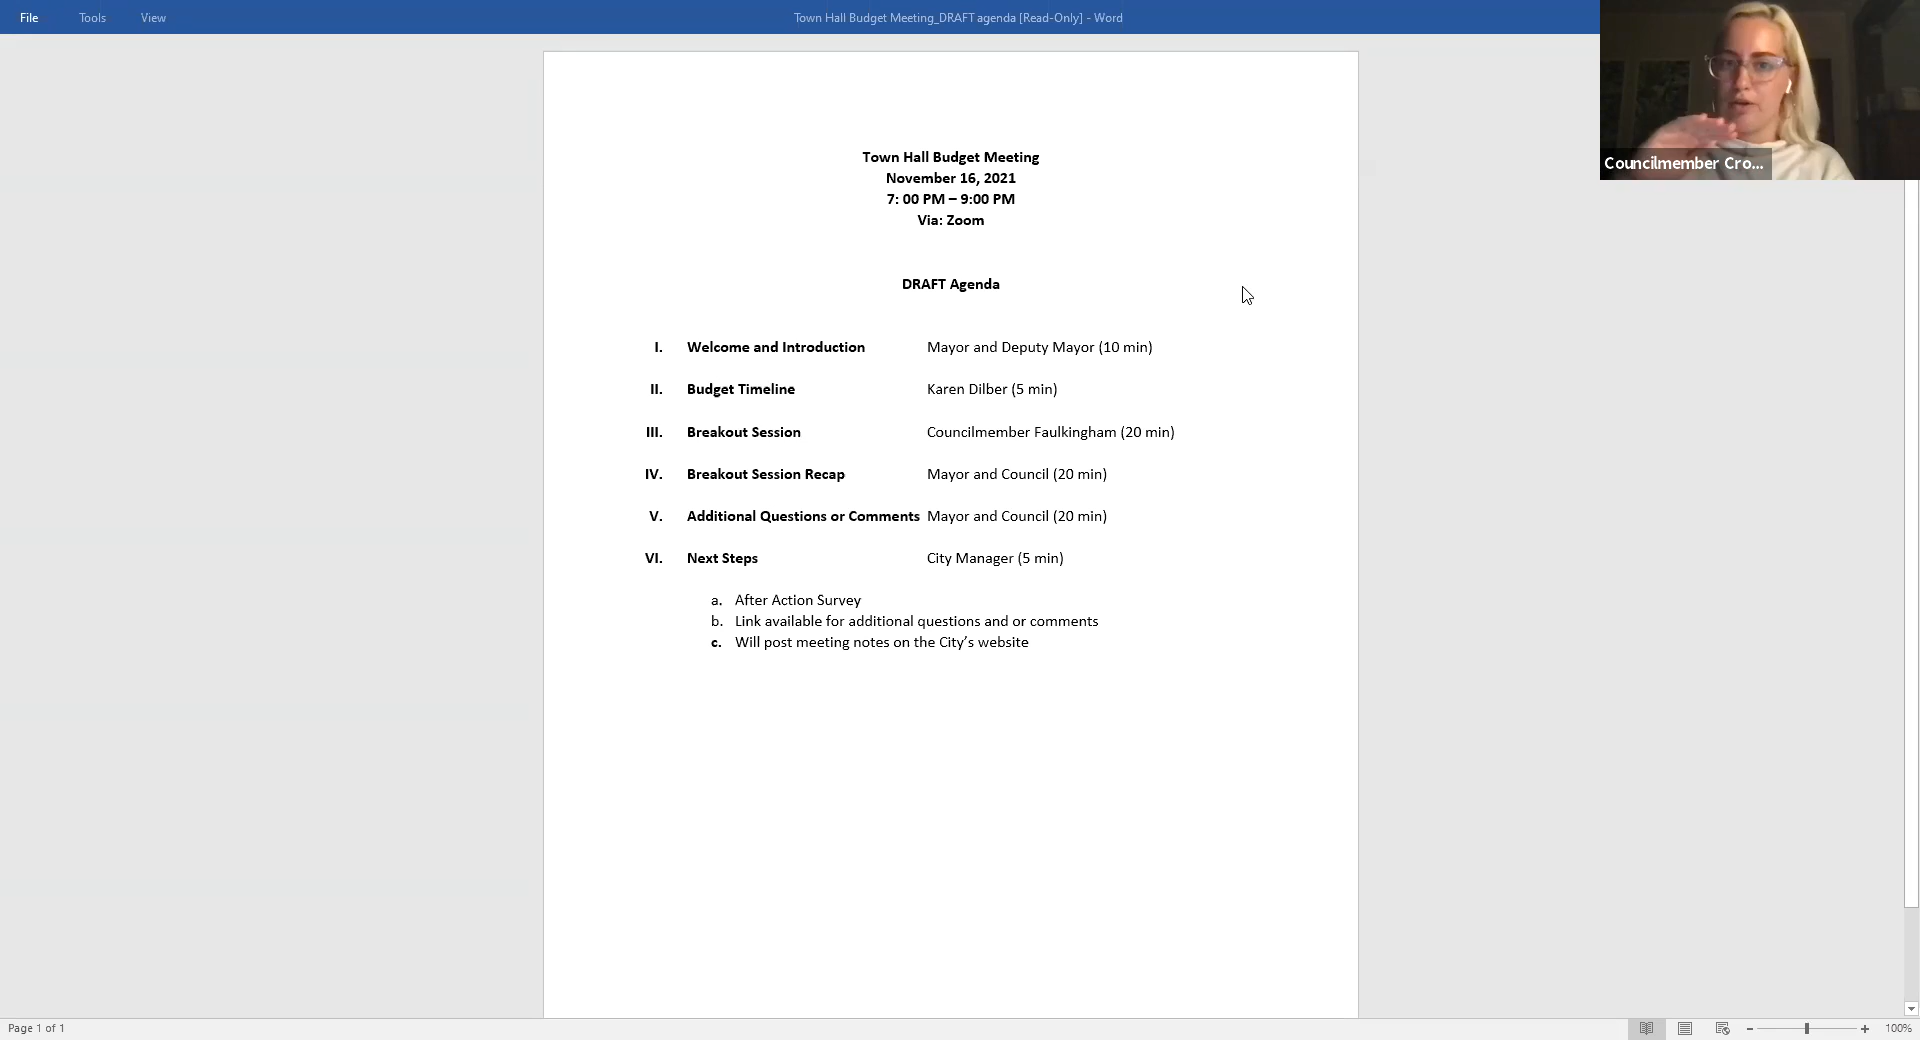 File Tools View Town Hall Budget Meeting_DRAFT agenda [Read-Only] - Word
Councilmember Cro...
Town Hall Budget Meeting
November 16, 2021
7: 00 PM – 9:00 PM
Via: Zoom
DRAFT Agenda
I. Welcome and Introduction Mayor and Deputy Mayor (10 min)
II. Budget Timeline Karen Dilber (5 min)
III. Breakout Session Councilmember Faulkingham (20 min)
IV. Breakout Session Recap Mayor and Council (20 min)
V. Additional Questions or Comments Mayor and Council (20 min)
VI. Next Steps City Manager (5 min)
a. After Action Survey
b. Link available for additional questions and or comments
c. Will post meeting notes on the City’s website
Page 1 of 1 100%